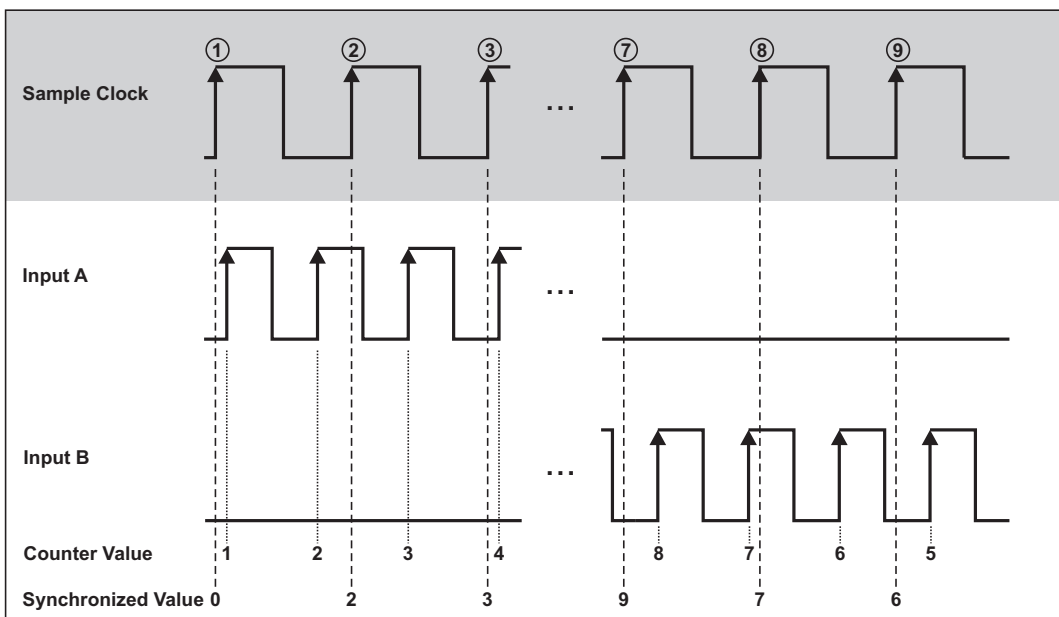 ① ② ③ ⑦ ⑧ ⑨
Sample Clock
...
Input A
...
Input B
...
Counter Value 1 2 3 4 8 7 6 5
Synchronized Value 0 2 3 9 7 6